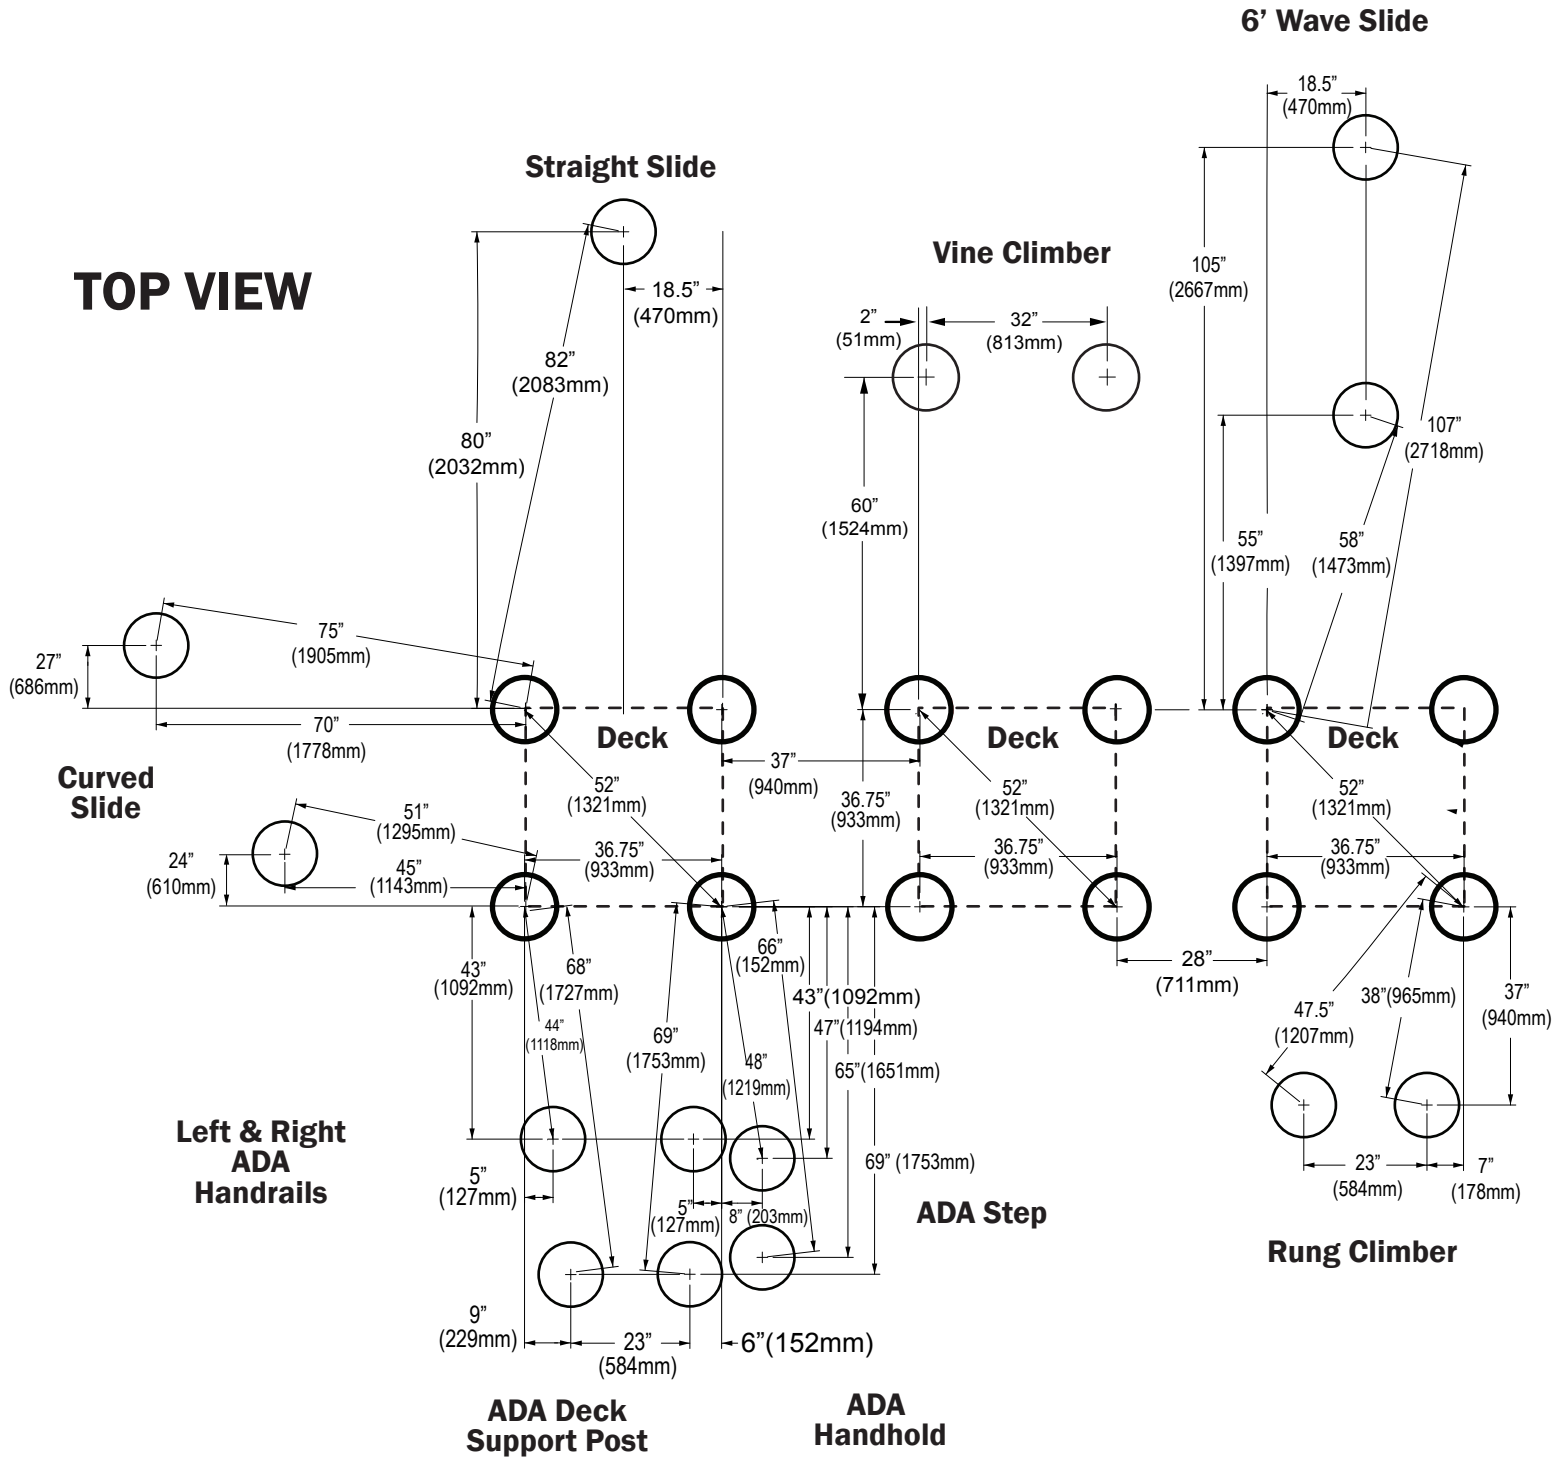 6’ Wave Slide
18.5”
(470mm)
Straight Slide
TOP VIEW
18.5”
(470mm)
Vine Climber
2”
(51mm)
32”
(813mm)
105”
(2667mm)
82”
(2083mm)
80”
(2032mm)
107”
(2718mm)
60”
(1524mm)
55”
(1397mm)
58”
(1473mm)
75”
(1905mm)
27”
(686mm)
70”
(1778mm)
Deck
Deck
Deck
37”
(940mm)
Curved
Slide
52”
(1321mm)
36.75”
(933mm)
52”
(1321mm)
52”
(1321mm)
51”
(1295mm)
24”
(610mm)
45”
(1143mm)
36.75”
(933mm)
36.75”
(933mm)
36.75”
(933mm)
43”
(1092mm)
68”
(1727mm)
66”
(152mm)
28”
(711mm)
43”(1092mm)
47”(1194mm)
44”
(1118mm)
69”
(1753mm)
48”
(1219mm)
65”(1651mm)
47.5”
(1207mm)
38”(965mm)
37”
(940mm)
Left & Right
ADA
Handrails
5”
(127mm)
5”
(127mm)
8” (203mm)
69” (1753mm)
ADA Step
23”
(584mm)
7”
(178mm)
Rung Climber
9”
(229mm)
23”
(584mm)
6”(152mm)
ADA Deck
Support Post
ADA
Handhold